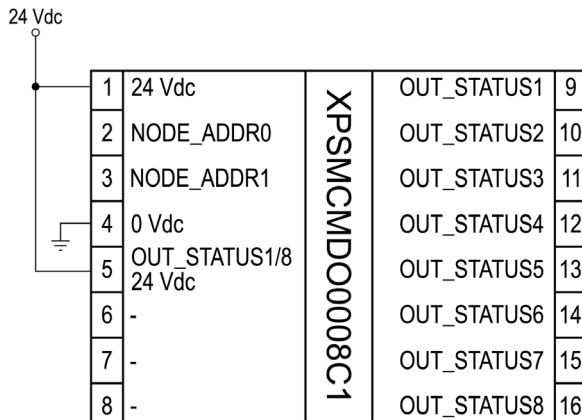 24 Vdc
1 24 Vdc OUT_STATUS1 9
2 NODE_ADDR0 OUT_STATUS2 10
3 NODE_ADDR1 OUT_STATUS3 11
4 0 Vdc OUT_STATUS4 12
5 OUT_STATUS1/8 OUT_STATUS5 13
24 Vdc
6 - OUT_STATUS6 14
7 - OUT_STATUS7 15
8 - OUT_STATUS8 16
XPSMCMDO0008C1